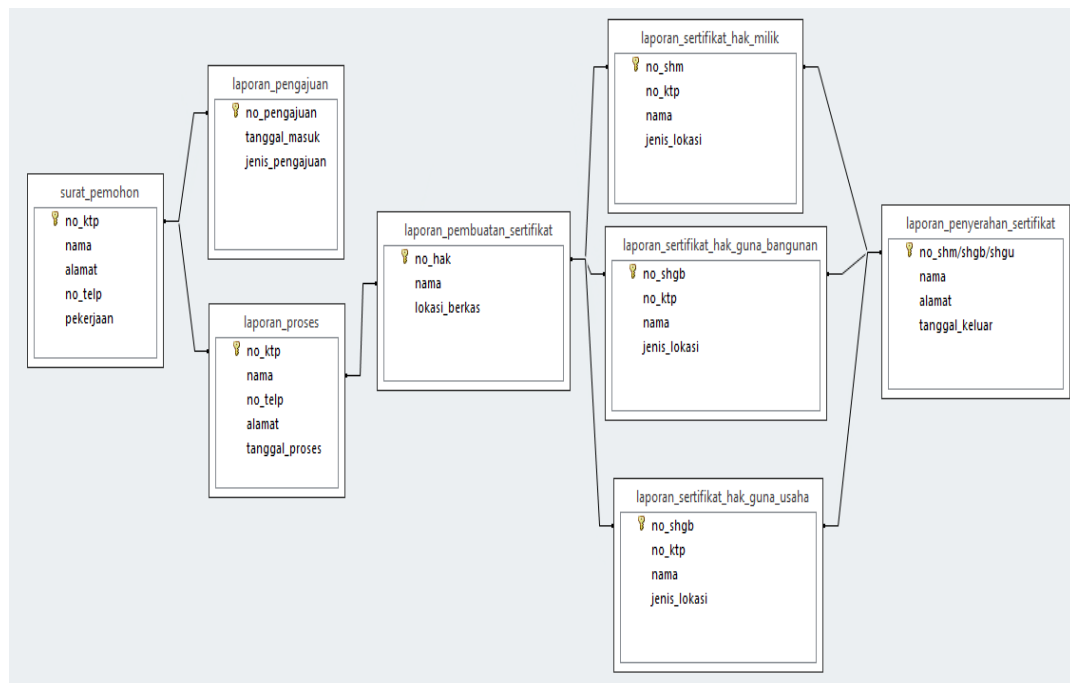 surat_pemohon
no_ktp
nama
alamat
no_telp
pekerjaan
laporan_pengajuan
no_pengajuan
tanggal_masuk
jenis_pengajuan
laporan_proses
no_ktp
nama
no_telp
alamat
tanggal_proses
laporan_pembuatan_sertifikat
no_hak
nama
lokasi_berkas
laporan_sertifikat_hak_milik
no_shm
no_ktp
nama
jenis_lokasi
laporan_sertifikat_hak_guna_bangunan
no_shgb
no_ktp
nama
jenis_lokasi
laporan_sertifikat_hak_guna_usaha
no_shgb
no_ktp
nama
jenis_lokasi
laporan_penyerahan_sertifikat
no_shm/shgb/shgu
nama
alamat
tanggal_keluar